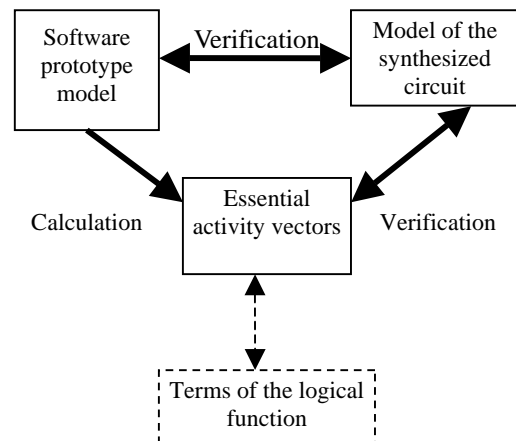 Software
prototype
model
Verification
Model of the
synthesized
circuit
Calculation
Essential
activity vectors
Verification
Terms of the logical
function